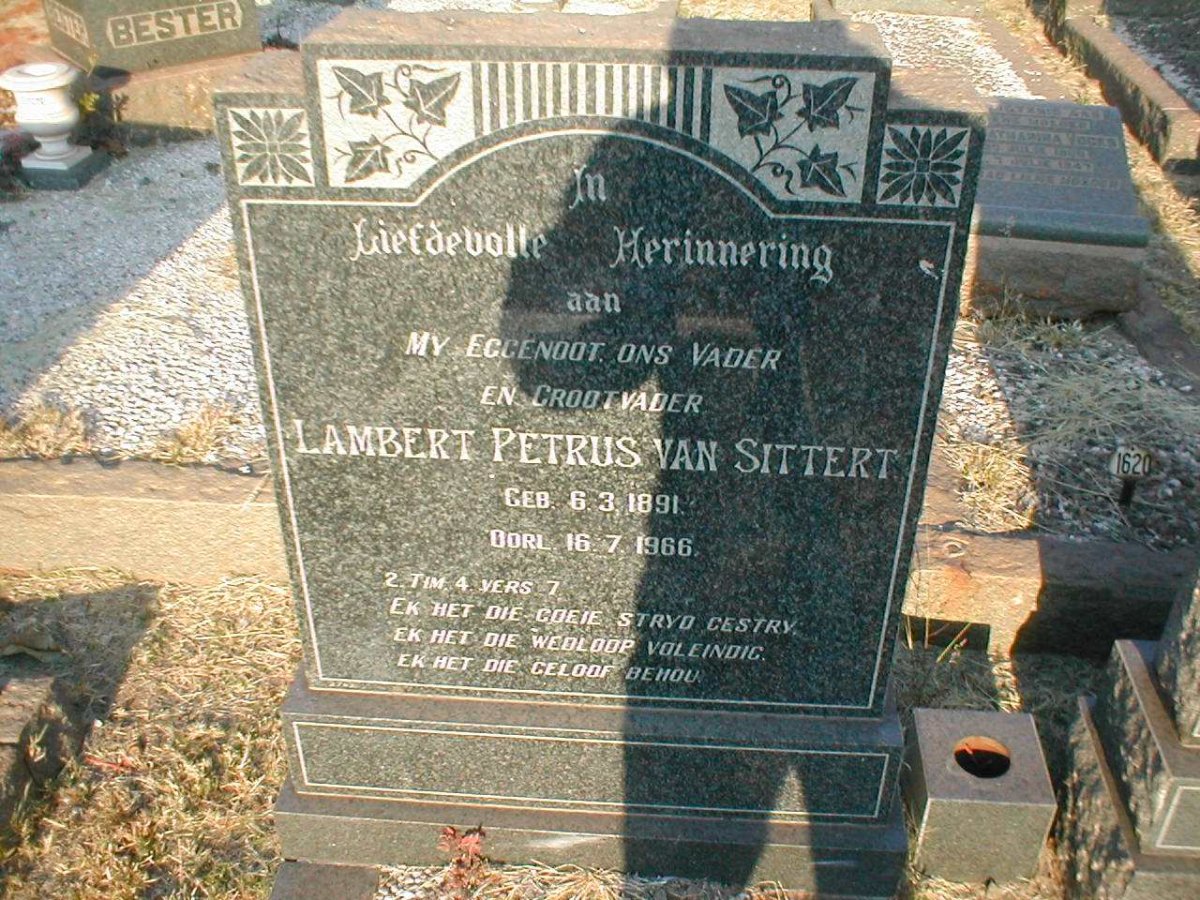 BESTER
In
Liefdevolle Herinnering
aan
MY EGGENOOT, ONS VADER
EN GROOTVADER
LAMBERT PETRUS VAN SITTERT
GEB. 6.3.1891.
OORL. 16.7.1966.
2. TIM. 4 VERS 7
EK HET DIE GOEIE STRYD GESTRY,
EK HET DIE WEDLOOP VOLEINDIG.
EK HET DIE GELOOF BEHOU.
1620